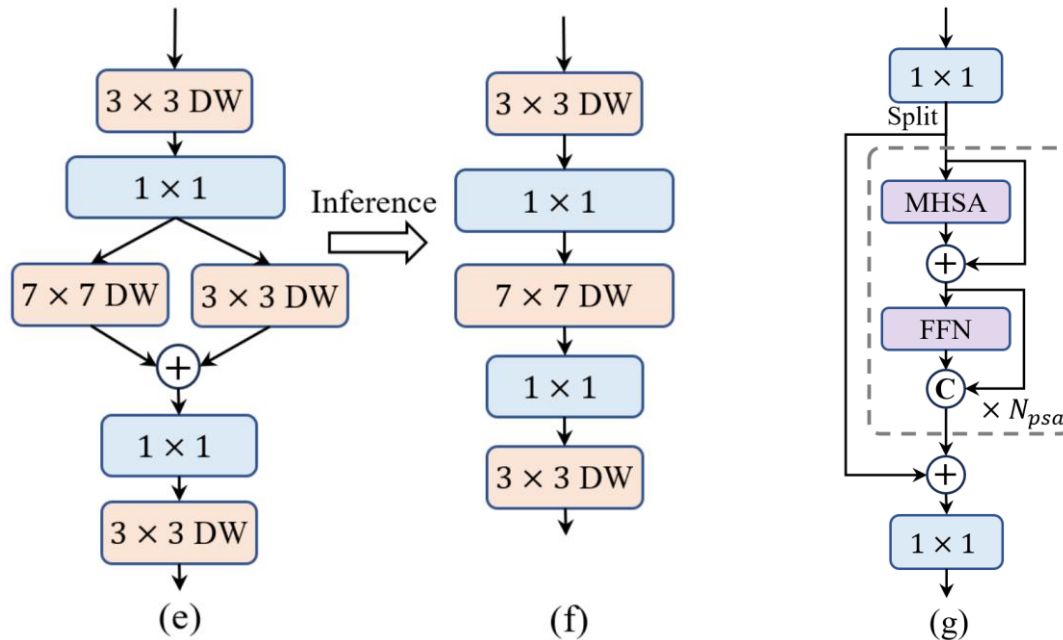 3 × 3 DW
1 × 1
7 × 7 DW
3 × 3 DW
+
1 × 1
3 × 3 DW
(e)
Inference
3 × 3 DW
1 × 1
7 × 7 DW
1 × 1
3 × 3 DW
(f)
1 × 1
Split
MHSA
+
FFN
C
× N_psa
+
1 × 1
(g)